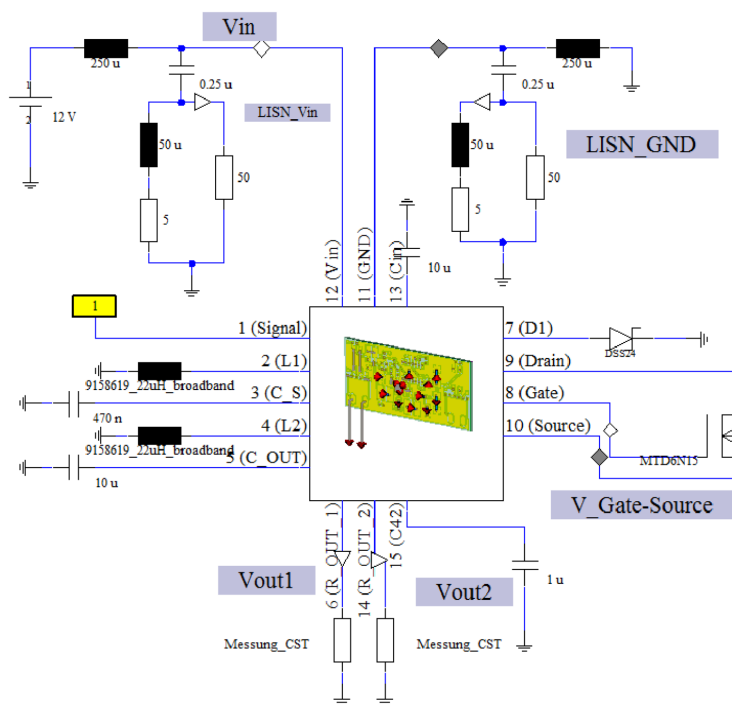 Vin
250 u
250 u
0.25 u
0.25 u
1
2
12 V
LISN_Vin
LISN_GND
50 u
50
50 u
50
5
5
12 (Vin)
11 (GND)
13 (Cin)
10 u
1
1 (Signal)
7 (D1)
DSS24
2 (L1)
9 (Drain)
9158619_22uH_broadband
3 (C_S)
8 (Gate)
470 n
4 (L2)
10 (Source)
9158619_22uH_broadband
5 (C_OUT)
MTD6N15
10 u
V_Gate-Source
6 (R_OUT_1)
14 (R_OUT_2)
15 (C42)
Vout1
Vout2
1 u
Messung_CST
Messung_CST